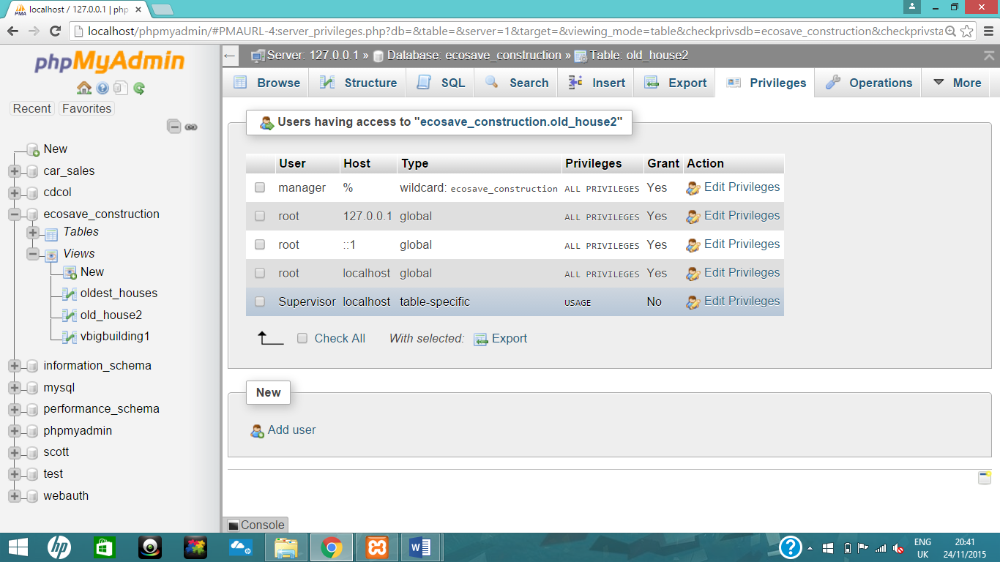 localhost / 127.0.0.1 | php
localhost/phpmyadmin/#PMAURL-4:server_privileges.php?db=&table=&server=1&target=&viewing_mode=table&checkprivsdb=ecosave_construction&checkprivsta
phpMyAdmin
Recent Favorites
New
car_sales
cdcol
ecosave_construction
Tables
Views
New
oldest_houses
old_house2
vbigbuilding1
information_schema
mysql
performance_schema
phpmyadmin
scott
test
webauth
Server: 127.0.0.1 » Database: ecosave_construction » Table: old_house2
Browse Structure SQL Search Insert Export Privileges Operations More
Users having access to "ecosave_construction.old_house2"
User Host Type Privileges Grant Action
manager % wildcard: ecosave_construction ALL PRIVILEGES Yes Edit Privileges
root 127.0.0.1 global ALL PRIVILEGES Yes Edit Privileges
root ::1 global ALL PRIVILEGES Yes Edit Privileges
root localhost global ALL PRIVILEGES Yes Edit Privileges
Supervisor localhost table-specific USAGE No Edit Privileges
Check All With selected: Export
New
Add user
Console
ENG 20:41
UK 24/11/2015